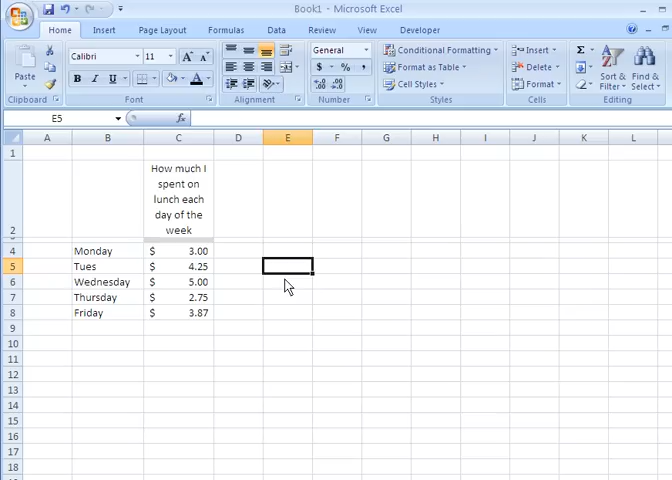 Book1 - Microsoft Excel
Home Insert Page Layout Formulas Data Review View Developer
Paste
Calibri 11 A A
B I U A
General
$ % ,
Conditional Formatting
Format as Table
Cell Styles
Insert
Delete
Format
Σ
Sort & Filter
Find & Select
Clipboard Font Alignment Number Styles Cells Editing
E5 fx
A B C D E F G H I J K L
1
2 How much I
spent on
lunch each
day of the
week
3
4 Monday $ 3.00
5 Tues $ 4.25
6 Wednesday $ 5.00
7 Thursday $ 2.75
8 Friday $ 3.87
9
10
11
12
13
14
15
16
17
18